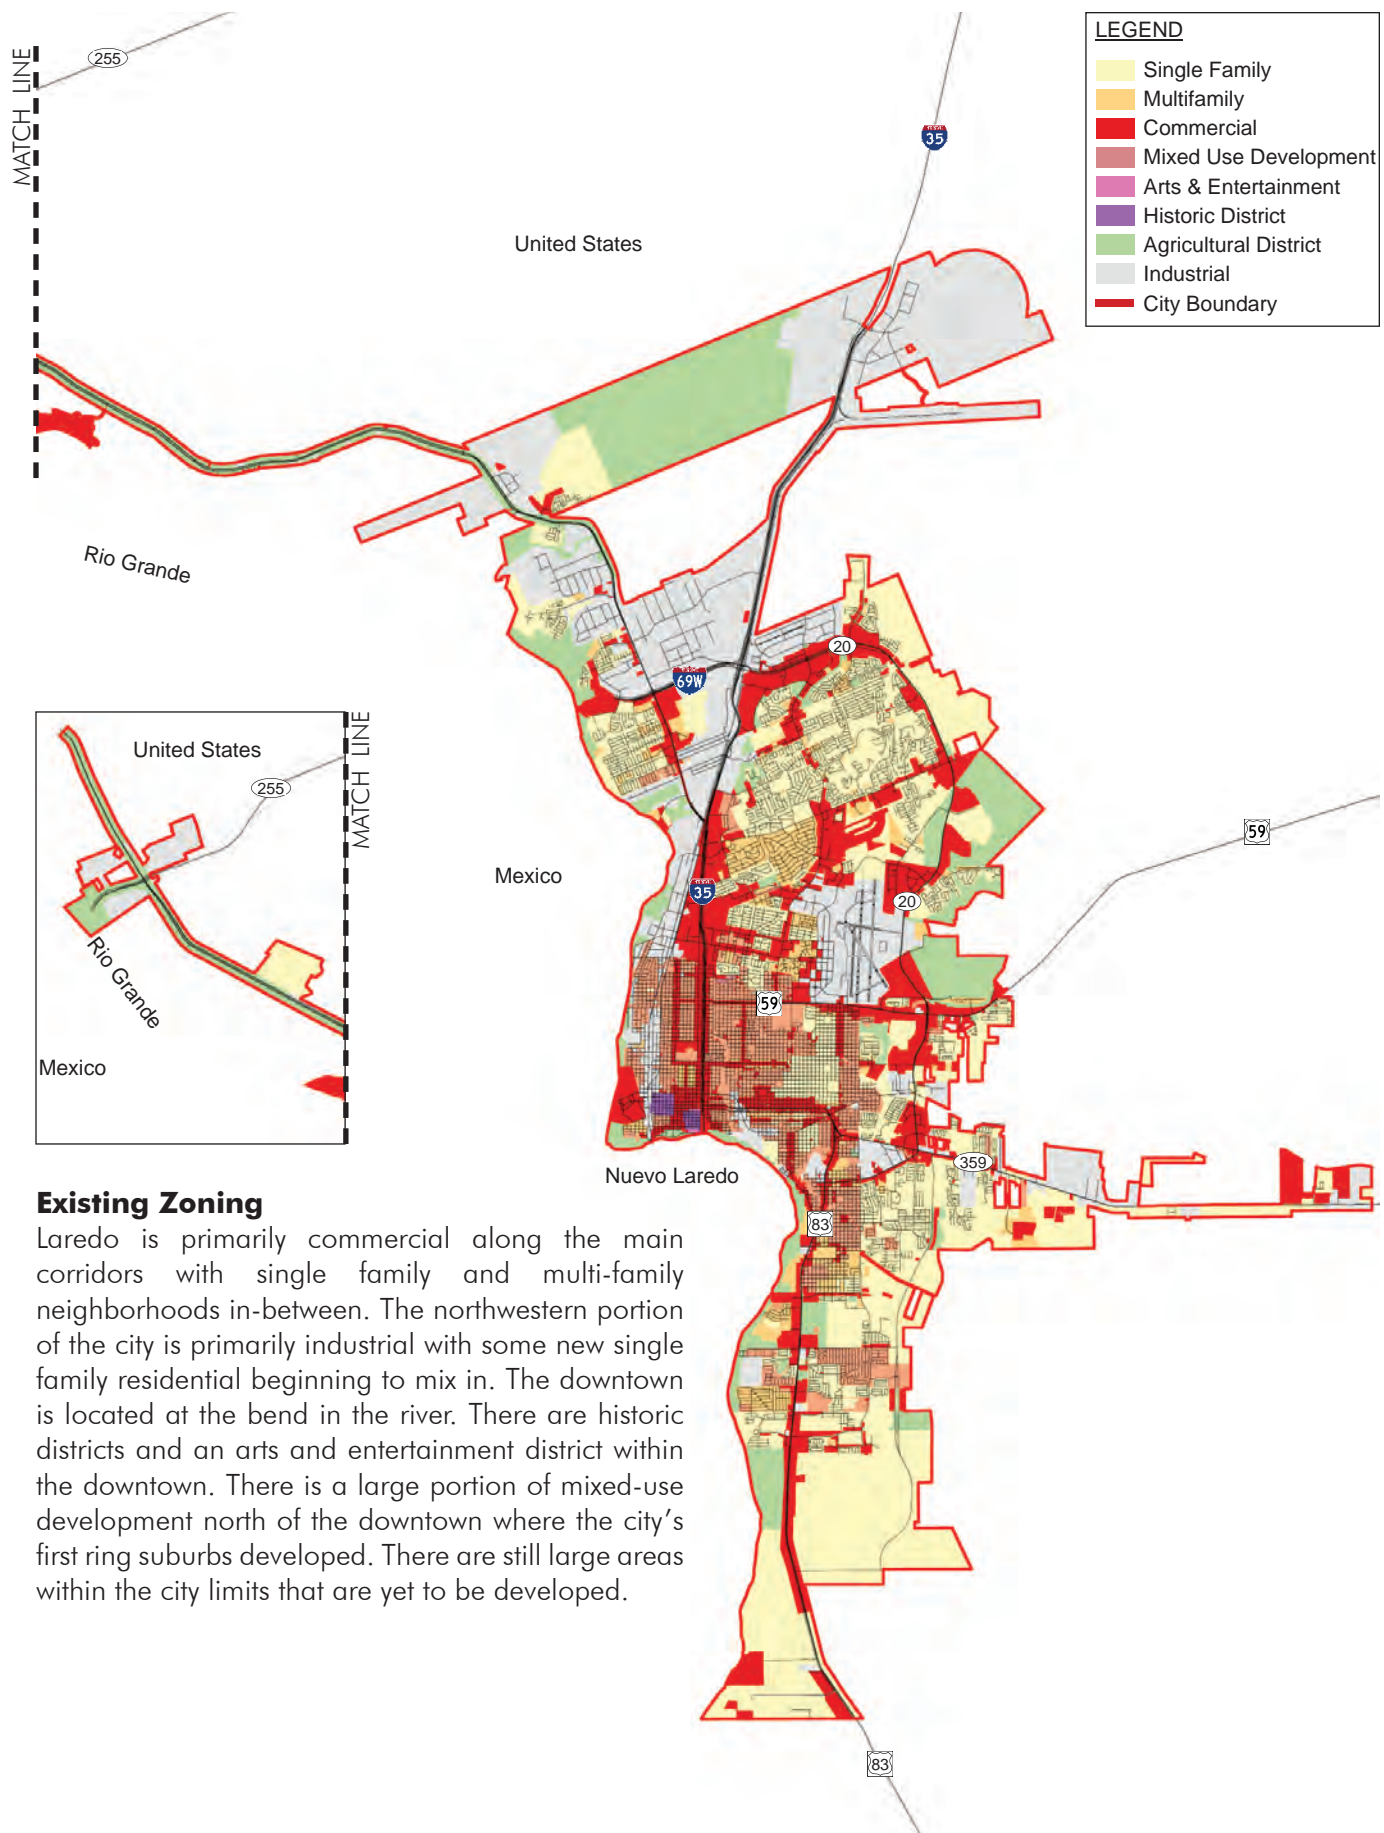 MATCH LINE
255
LEGEND
Single Family
Multifamily
Commercial
Mixed Use Development
Arts & Entertainment
Historic District
Agricultural District
Industrial
City Boundary
35
United States
Rio Grande
20
69W
United States
255
MATCH LINE
Rio Grande
Mexico
59
Mexico
35
20
59
359
Nuevo Laredo
83
83
Existing Zoning
Laredo is primarily commercial along the main
corridors with single family and multi-family
neighborhoods in-between. The northwestern portion
of the city is primarily industrial with some new single
family residential beginning to mix in. The downtown
is located at the bend in the river. There are historic
districts and an arts and entertainment district within
the downtown. There is a large portion of mixed-use
development north of the downtown where the city's
first ring suburbs developed. There are still large areas
within the city limits that are yet to be developed.